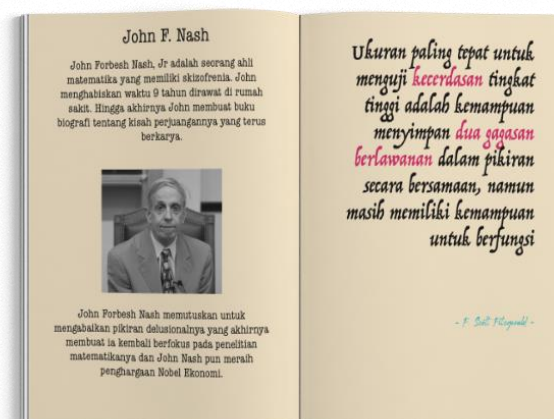 John F. Nash
John Forbesh Nash, Jr adalah seorang ahli
matematika yang memiliki skizofrenia. John
menghabiskan waktu 9 tahun dirawat di rumah
sakit. Hingga akhirnya John membuat buku
biografi tentang kisah perjuangannya yang terus
berkarya.
John Forbesh Nash memutuskan untuk
mengabaikan pikiran delusionalnya yang akhirnya
membuat ia kembali berfokus pada penelitian
matematikanya dan John Nash pun meraih
penghargaan Nobel Ekonomi.
Ukuran paling tepat untuk
menguji kecerdasan tingkat
tinggi adalah kemampuan
menyimpan dua gagasan
berlawanan dalam pikiran
secara bersamaan, namun
masih memiliki kemampuan
untuk berfungsi
- F. Scott Fitzgerald -